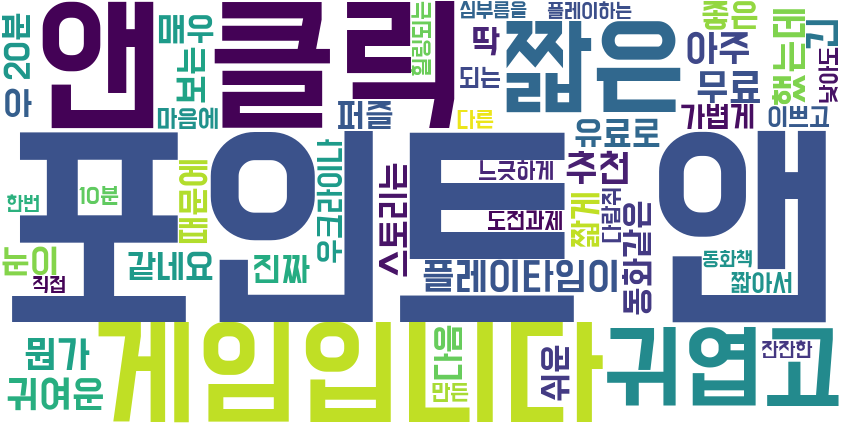 앤클릭
짧은
포인트 앤
게임입니다
귀엽고
우 20분
매우
보는
마음에
힐링되는
심부름을
딱
되는
플레이하는
아주
무료
좋은
했는데
긴
낮아도
퍼즐
다른
유료로
가볍게
이쁘고
한번
10분
때문에
우크라이나
스토리는
느긋하게
추천
도전과제
짧게
다람쥐
동화같은
눈이
직접
같네요
진짜
플레이타임이
동화책
짧아서
뭔가
귀여운
다음
만든
쉬운
잔잔한